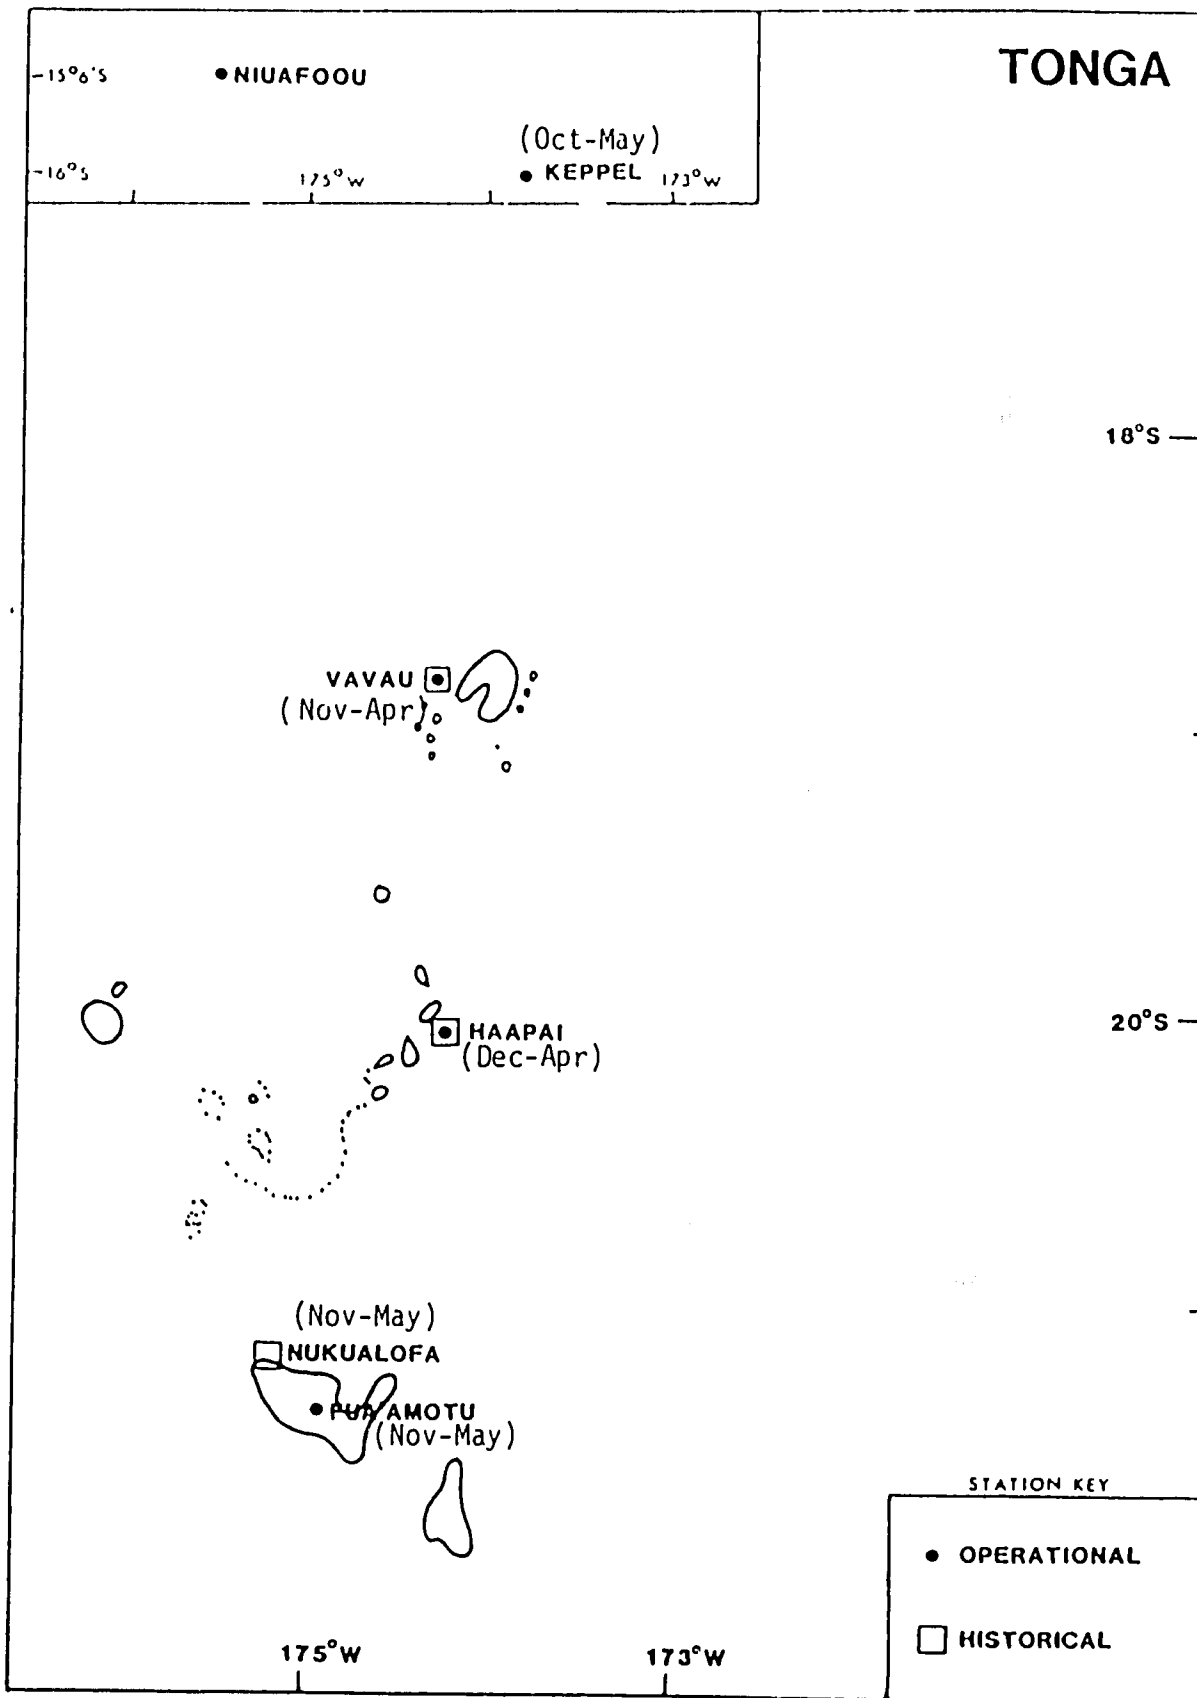 TONGA
-15°6'S
NIUAFOOU
(Oct-May)
-16°S
175°W
KEPPEL
173°W
18°S
VAVAU
(Nov-Apr)
20°S
HAAPAI
(Dec-Apr)
(Nov-May)
NUKUALOFA
FUA'AMOTU
(Nov-May)
STATION KEY
OPERATIONAL
HISTORICAL
175°W
173°W